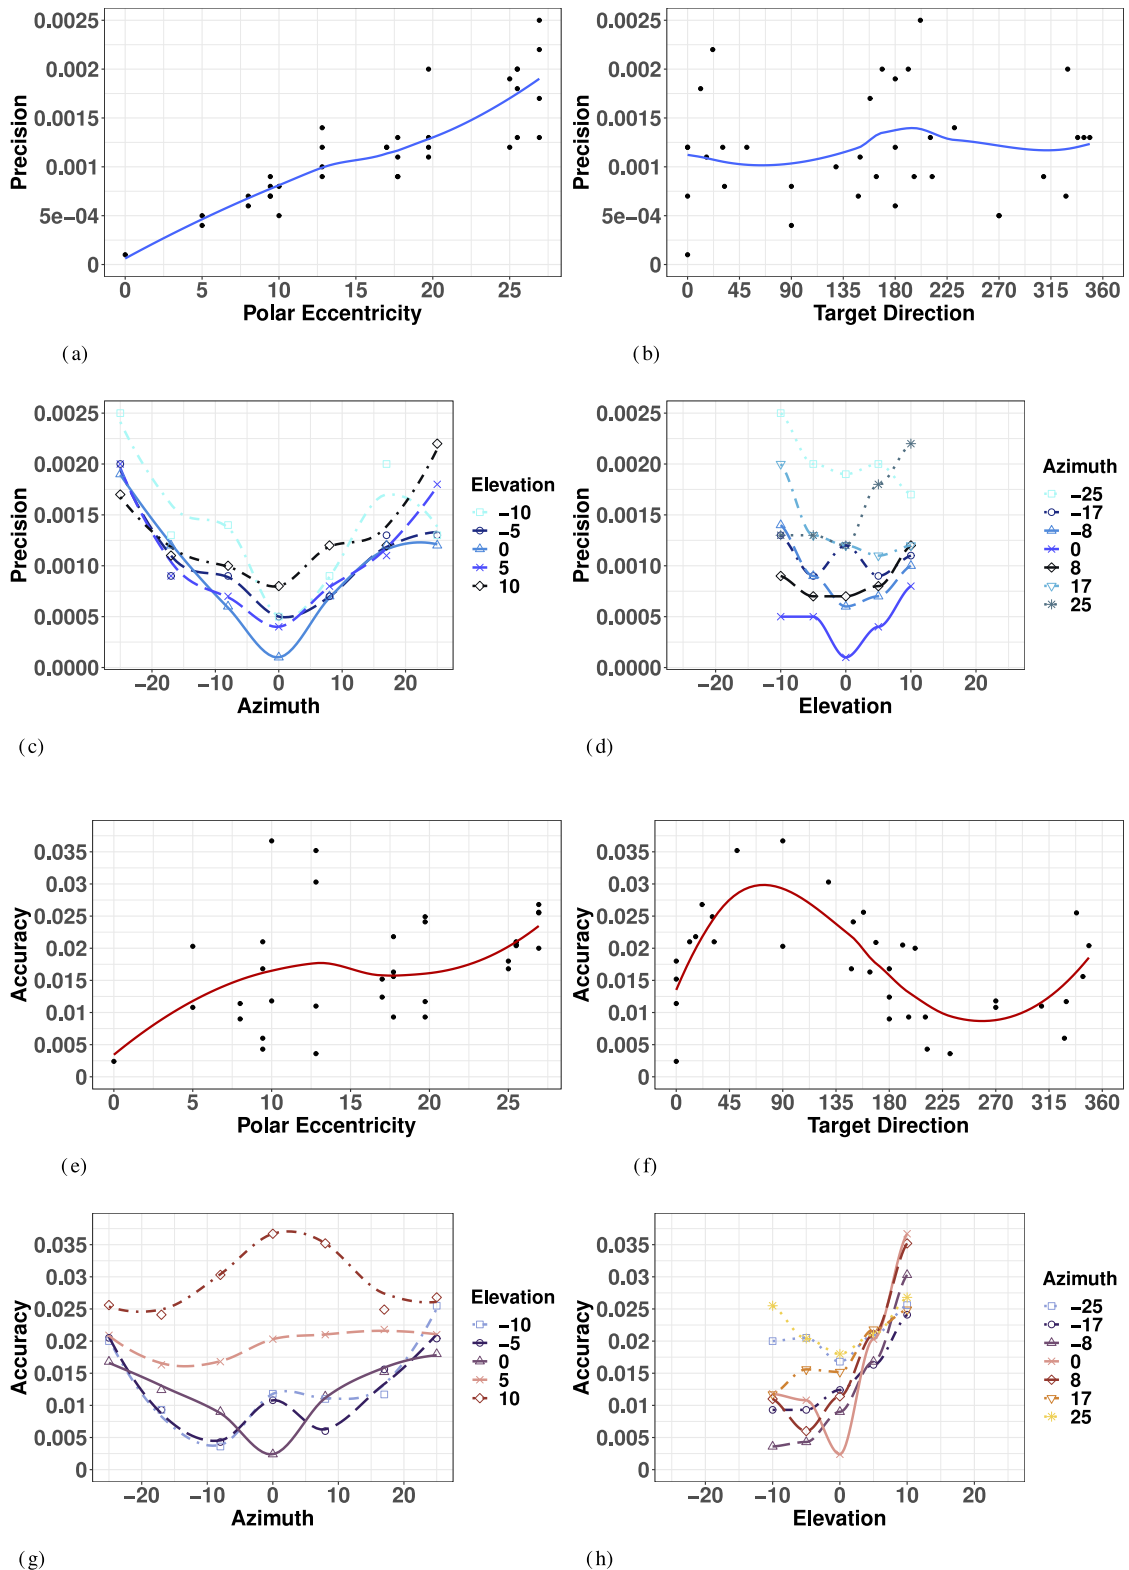 0.0025
0.002
0.0015
0.001
5e−04
0
Precision
0 5 10 15 20 25
Polar Eccentricity
(a)
0.0025
0.002
0.0015
0.001
5e−04
0
Precision
0 45 90 135 180 225 270 315 360
Target Direction
(b)
0.0025
0.0020
0.0015
0.0010
0.0005
0.0000
Precision
−20 −10 0 10 20
Azimuth
Elevation
−10
−5
0
5
10
(c)
0.0025
0.0020
0.0015
0.0010
0.0005
0.0000
Precision
−20 −10 0 10 20
Elevation
Azimuth
−25
−17
−8
0
8
17
25
(d)
0.035
0.03
0.025
0.02
0.015
0.01
0.005
0
Accuracy
0 5 10 15 20 25
Polar Eccentricity
(e)
0.035
0.03
0.025
0.02
0.015
0.01
0.005
0
Accuracy
0 45 90 135 180 225 270 315 360
Target Direction
(f)
0.035
0.03
0.025
0.02
0.015
0.01
0.005
0
Accuracy
−20 −10 0 10 20
Azimuth
Elevation
−10
−5
0
5
10
(g)
0.035
0.03
0.025
0.02
0.015
0.01
0.005
0
Accuracy
−20 −10 0 10 20
Elevation
Azimuth
−25
−17
−8
0
8
17
25
(h)